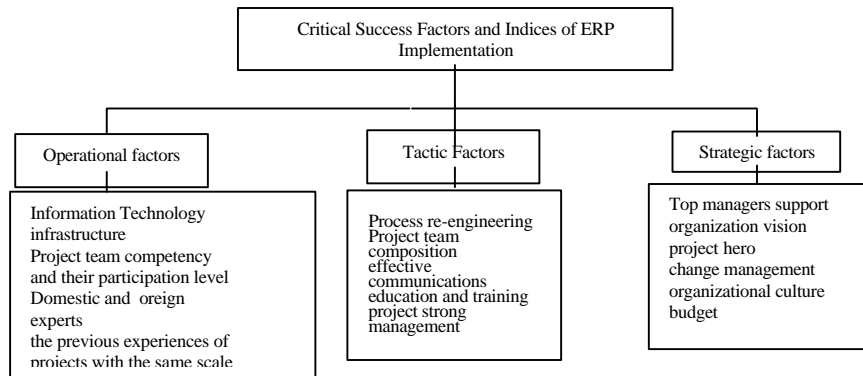 Critical Success Factors and Indices of ERP
Implementation
Operational factors
Information Technology
infrastructure
Project team competency
and their participation level
Domestic and oreign
experts
the previous experiences of
projects with the same scale
Tactic Factors
Process re-engineering
Project team
composition
effective
communications
education and training
project strong
management
Strategic factors
Top managers support
organization vision
project hero
change management
organizational culture
budget